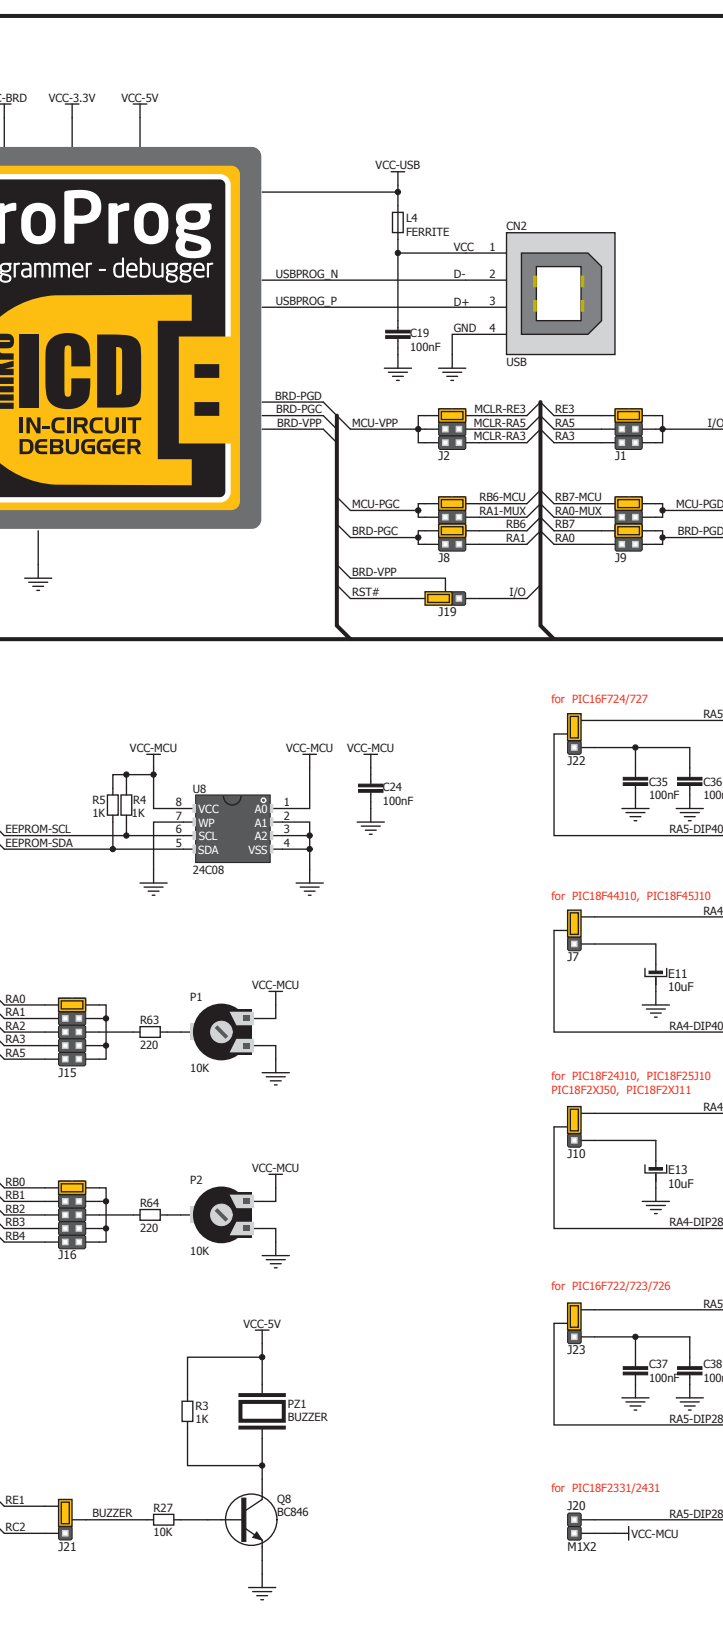 C-BRD VCC-3.3V VCC-5V
roProg
grammer - debugger
ICD
IN-CIRCUIT
DEBUGGER
VCC-USB
L4
FERRITE
CN2
VCC 1
USBPROG_N D- 2
USBPROG_P D+ 3
GND 4
C19
100nF
USB
BRD-PGD
BRD-PGC
BRD-VPP
MCU-VPP
MCLR-RE3
MCLR-RA5
MCLR-RA3
J2
RE3
RA5
RA3
J1
I/O
MCU-PGC
BRD-PGC
RB6-MCU
RA1-MUX
RB6
RA1
J8
RB7-MCU
RA0-MUX
RB7
RA0
J9
MCU-PGD
BRD-PGD
BRD-VPP
RST#
J19
I/O
for PIC16F724/727
RA5
J22
C35
100nF
C36
100n
RA5-DIP40
VCC-MCU
VCC-MCU VCC-MCU
R5
1K
R4
1K
U8
8 VCC A0 1
7 WP A1 2
6 SCL A2 3
5 SDA VSS 4
24C08
EEPROM-SCL
EEPROM-SDA
C24
100nF
for PIC18F44J10, PIC18F45J10
RA4
J7
E11
10uF
RA4-DIP40
RA0
RA1
RA2
RA3
RA5
J15
R63
220
P1
10K
VCC-MCU
for PIC18F24J10, PIC18F25J10
PIC18F2XJ50, PIC18F2XJ11
RA4
J10
E13
10uF
RA4-DIP28
RB0
RB1
RB2
RB3
RB4
J16
R64
220
P2
10K
VCC-MCU
for PIC16F722/723/726
RA5
J23
C37
100nF
C38
100n
RA5-DIP28
VCC-5V
R3
1K
PZ1
BUZZER
RE1
RC2
J21
BUZZER
R27
10K
Q8
BC846
for PIC18F2331/2431
J20
RA5-DIP28
VCC-MCU
M1X2